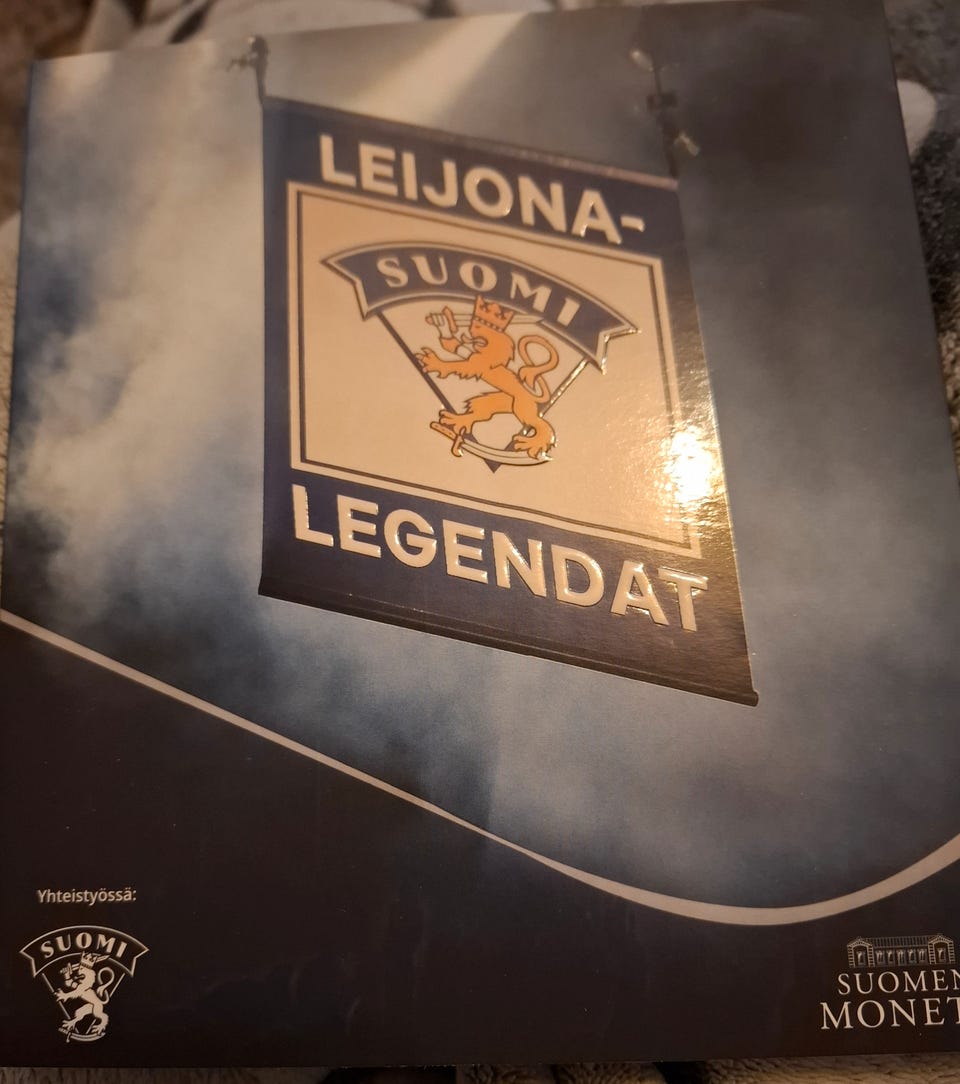 LEIJONA-
SUOMI
LEGENDAT
Yhteistyössä:
SUOMI
SUOMEN
MONET